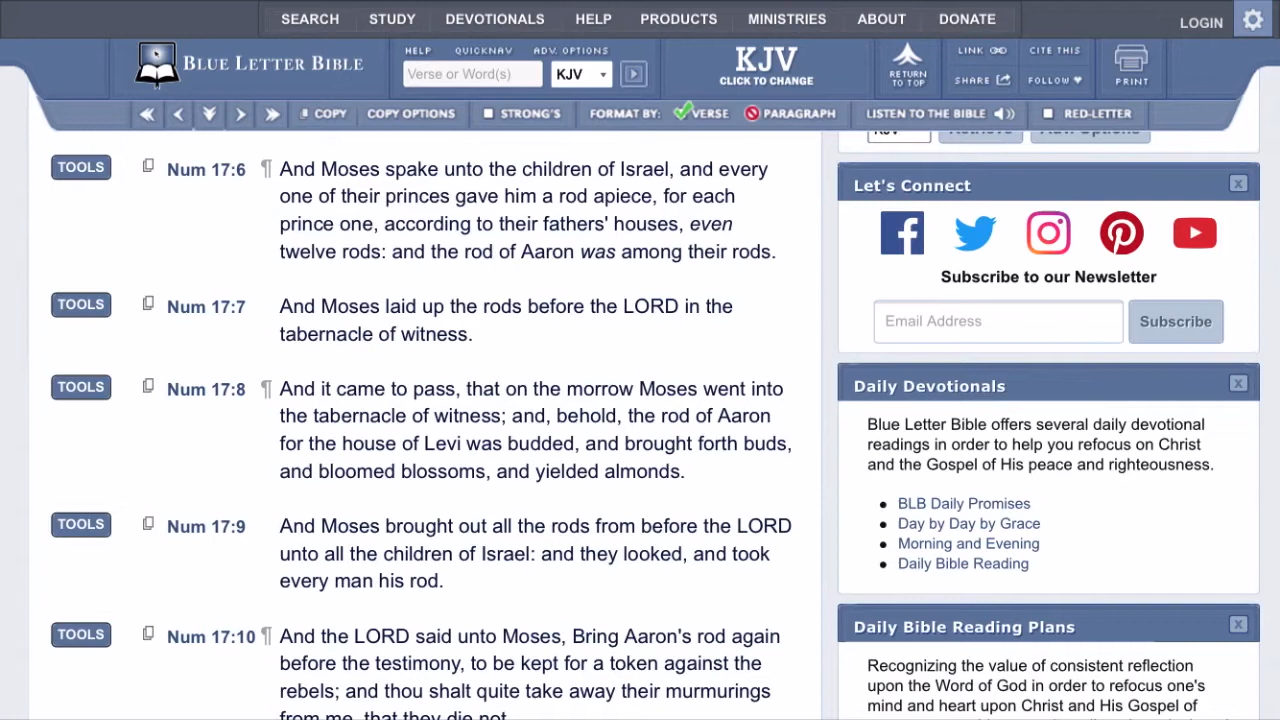 SEARCH STUDY DEVOTIONALS HELP PRODUCTS MINISTRIES ABOUT DONATE LOGIN
BLUE LETTER BIBLE
HELP QUICKNAV ADV. OPTIONS
Verse or Word(s) KJV
KJV
CLICK TO CHANGE
RETURN
TO TOP
LINK CITE THIS
SHARE FOLLOW
PRINT
COPY COPY OPTIONS STRONG'S FORMAT BY: VERSE PARAGRAPH LISTEN TO THE BIBLE RED-LETTER
TOOLS Num 17:6 ¶ And Moses spake unto the children of Israel, and every
one of their princes gave him a rod apiece, for each
prince one, according to their fathers' houses, even
twelve rods: and the rod of Aaron was among their rods.
TOOLS Num 17:7 And Moses laid up the rods before the LORD in the
tabernacle of witness.
TOOLS Num 17:8 ¶ And it came to pass, that on the morrow Moses went into
the tabernacle of witness; and, behold, the rod of Aaron
for the house of Levi was budded, and brought forth buds,
and bloomed blossoms, and yielded almonds.
TOOLS Num 17:9 And Moses brought out all the rods from before the LORD
unto all the children of Israel: and they looked, and took
every man his rod.
TOOLS Num 17:10 ¶ And the LORD said unto Moses, Bring Aaron's rod again
before the testimony, to be kept for a token against the
rebels; and thou shalt quite take away their murmurings
from me, that they die not.
KJV Retrieve Adv. Options
Let's Connect
Subscribe to our Newsletter
Email Address Subscribe
Daily Devotionals
Blue Letter Bible offers several daily devotional
readings in order to help you refocus on Christ
and the Gospel of His peace and righteousness.
• BLB Daily Promises
• Day by Day by Grace
• Morning and Evening
• Daily Bible Reading
Daily Bible Reading Plans
Recognizing the value of consistent reflection
upon the Word of God in order to refocus one's
mind and heart upon Christ and His Gospel of